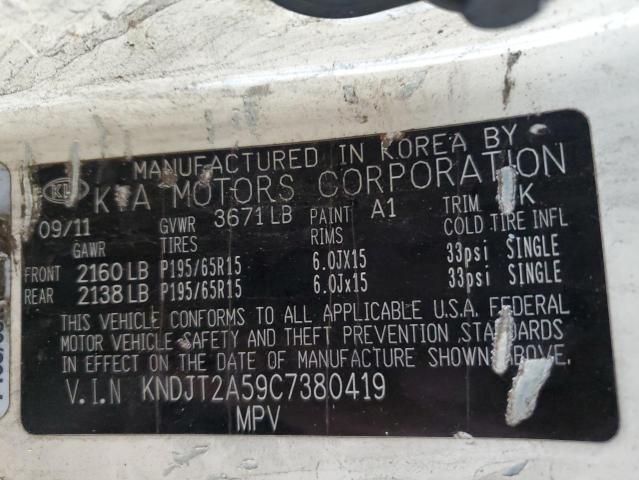 MANUFACTURED IN KOREA BY
KIA MOTORS CORPORATION
09/11 GVWR 3671 LB PAINT A1 TRIM K
GAWR TIRES RIMS COLD TIRE INFL
FRONT 2160 LB P195/65R15 6.0JX15 33psi SINGLE
REAR 2138 LB P195/65R15 6.0Jx15 33psi SINGLE
THIS VEHICLE CONFORMS TO ALL APPLICABLE U.S.A. FEDERAL
MOTOR VEHICLE SAFETY AND THEFT PREVENTION STANDARDS
IN EFFECT ON THE DATE OF MANUFACTURE SHOWN ABOVE.
V.I.N KNDJT2A59C7380419
MPV